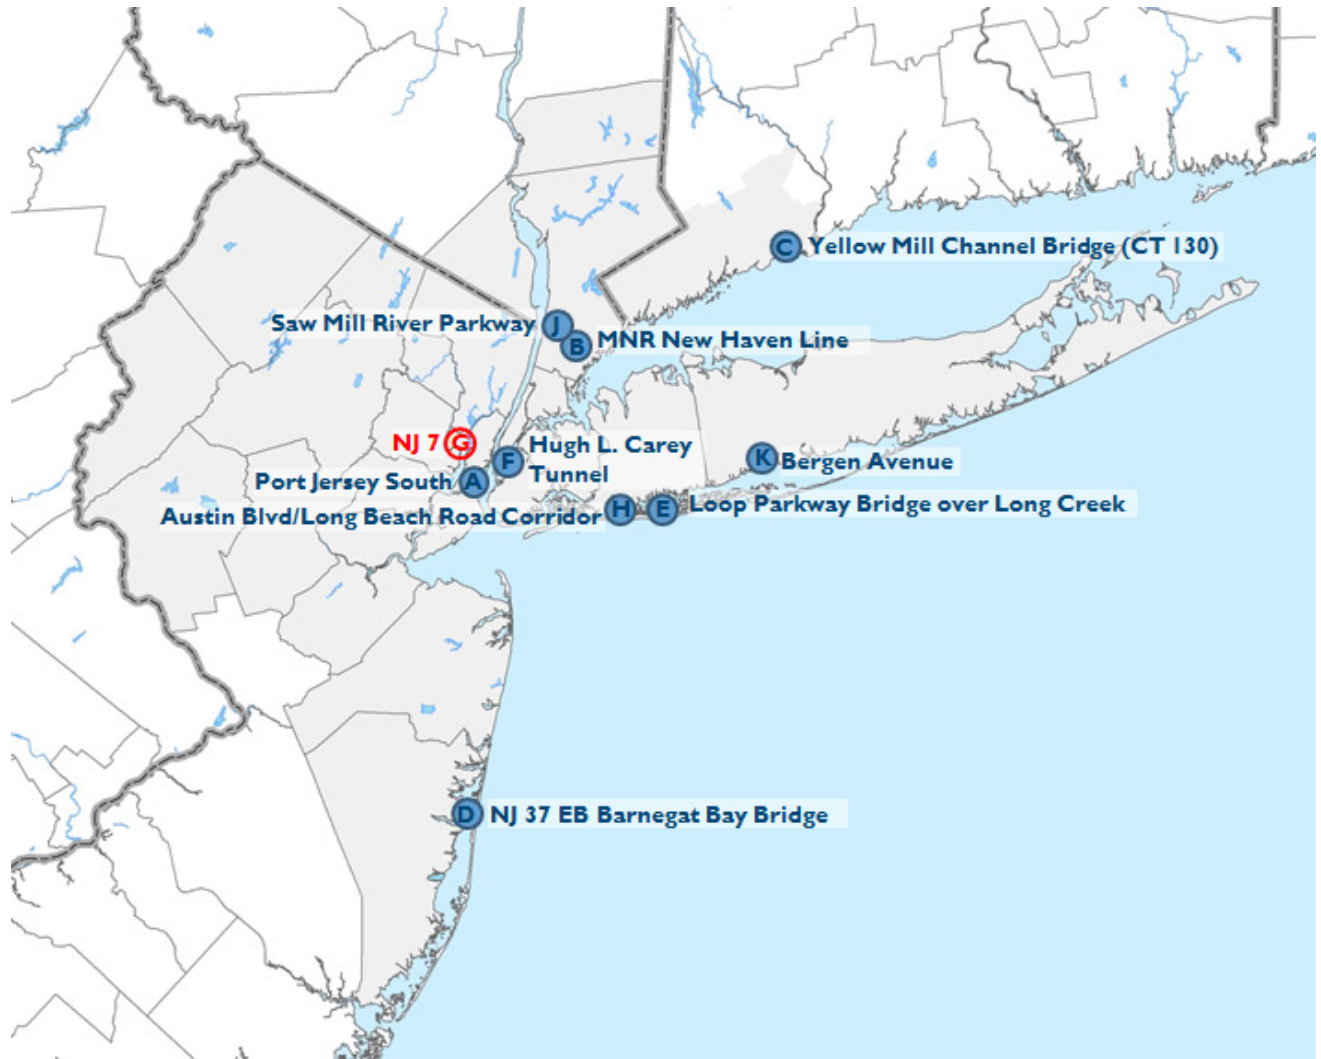 C Yellow Mill Channel Bridge (CT 130)
Saw Mill River Parkway J
B MNR New Haven Line
NJ 7 G
F Hugh L. Carey
Tunnel
K Bergen Avenue
Port Jersey South A
Austin Blvd/Long Beach Road Corridor H
E Loop Parkway Bridge over Long Creek
D NJ 37 EB Barnegat Bay Bridge